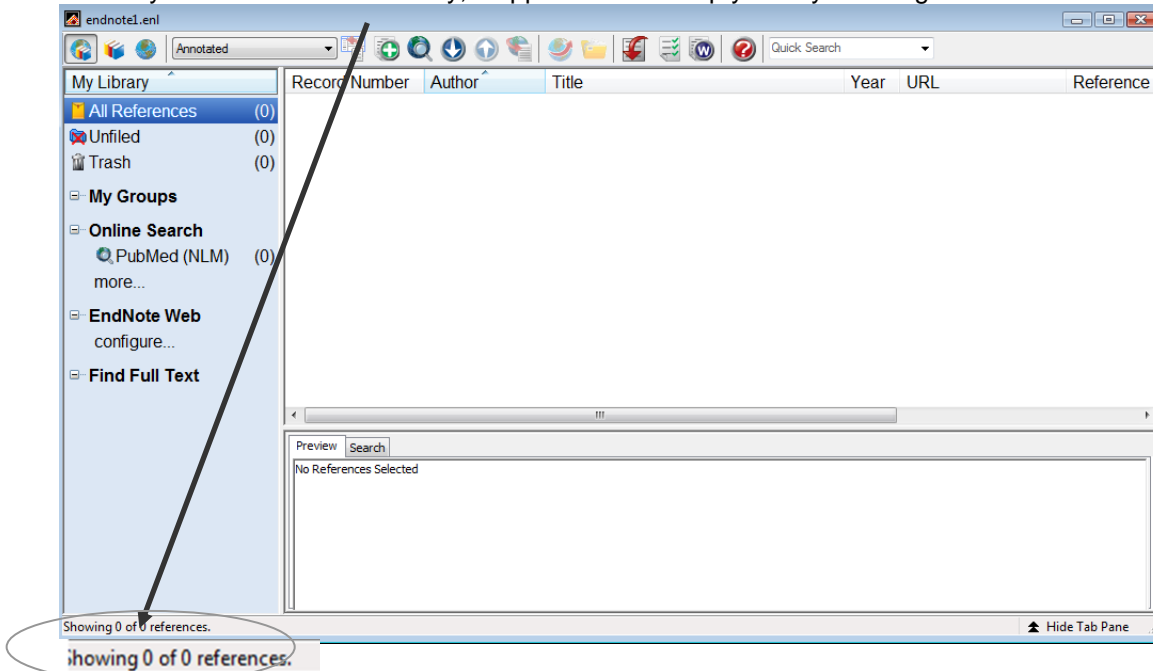 endnote1.enl
Annotated
Quick Search
My Library
Record Number Author Title Year URL Reference
All References (0)
Unfiled (0)
Trash (0)
My Groups
Online Search
PubMed (NLM) (0)
more...
EndNote Web
configure...
Find Full Text
Preview Search
No References Selected
Showing 0 of 0 references.
Hide Tab Pane
Showing 0 of 0 references.